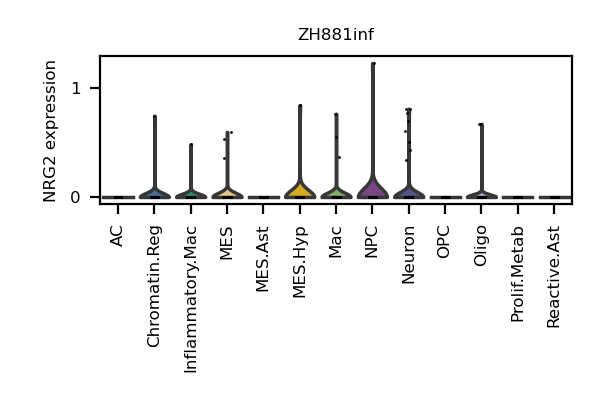 ZH881inf
NRG2 expression
1
0
AC
Chromatin.Reg
Inflammatory.Mac
MES
MES.Ast
MES.Hyp
Mac
NPC
Neuron
OPC
Oligo
Prolif.Metab
Reactive.Ast